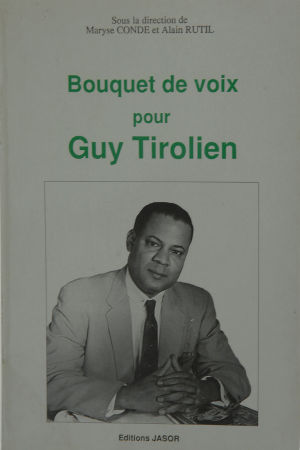 Sous la direction de
Maryse CONDE et Alain RUTIL
Bouquet de voix
pour
Guy Tirolien
Editions JASOR